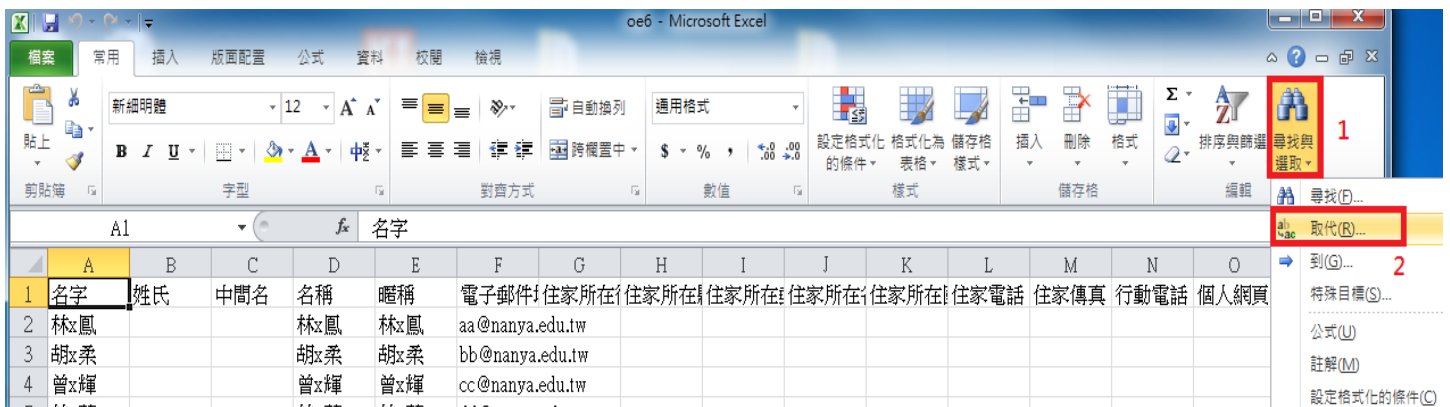 oe6 - Microsoft Excel
檔案 常用 插入 版面配置 公式 資料 校閱 檢視
新細明體 12 A A 自動換列 通用格式
貼上 B I U A 中 跨欄置中 $ % , .00 .00
設定格式化的條件 格式化為表格 儲存格樣式 插入 刪除 格式 Σ 排序與篩選 尋找與選取 1
剪貼簿 字型 對齊方式 數值 樣式 儲存格 編輯
尋找(F)...
A1 fx 名字
取代(R)...
2
到(G)...
特殊目標(S)...
公式(U)
註解(M)
設定格式化的條件(C)
A B C D E F G H I J K L M N O
1 名字 姓氏 中間名 名稱 暱稱 電子郵件 住家所在 住家所在 住家所在 住家所在 住家所在 住家電話 住家傳真 行動電話 個人網頁
2 林x鳳 林x鳳 林x鳳 aa@nanya.edu.tw
3 胡x柔 胡x柔 胡x柔 bb@nanya.edu.tw
4 曾x輝 曾x輝 曾x輝 cc@nanya.edu.tw